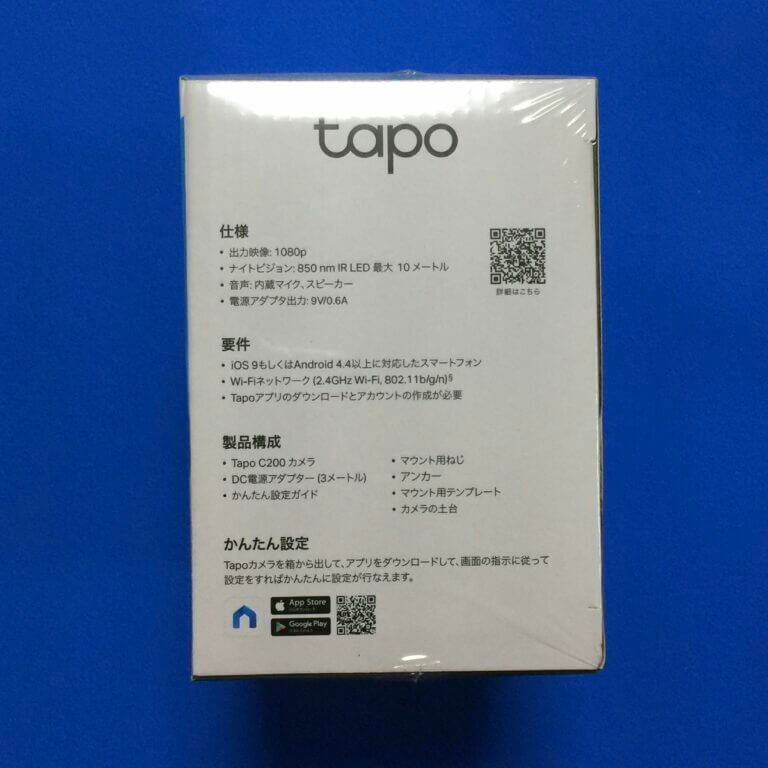 tapo
仕様
• 出力映像: 1080p
• ナイトビジョン: 850 nm IR LED 最大 10 メートル
• 音声: 内蔵マイク、スピーカー
• 電源アダプタ出力: 9V/0.6A
詳細はこちら
要件
• iOS 9もしくはAndroid 4.4以上に対応したスマートフォン
• Wi-Fiネットワーク (2.4GHz Wi-Fi, 802.11b/g/n)§
• Tapoアプリのダウンロードとアカウントの作成が必要
製品構成
• Tapo C200 カメラ
• DC電源アダプター (3メートル)
• かんたん設定ガイド
• マウント用ねじ
• アンカー
• マウント用テンプレート
• カメラの土台
かんたん設定
Tapoカメラを箱から出して、アプリをダウンロードして、画面の指示に従って
設定をすればかんたんに設定が行なえます。
App Store
Google Play